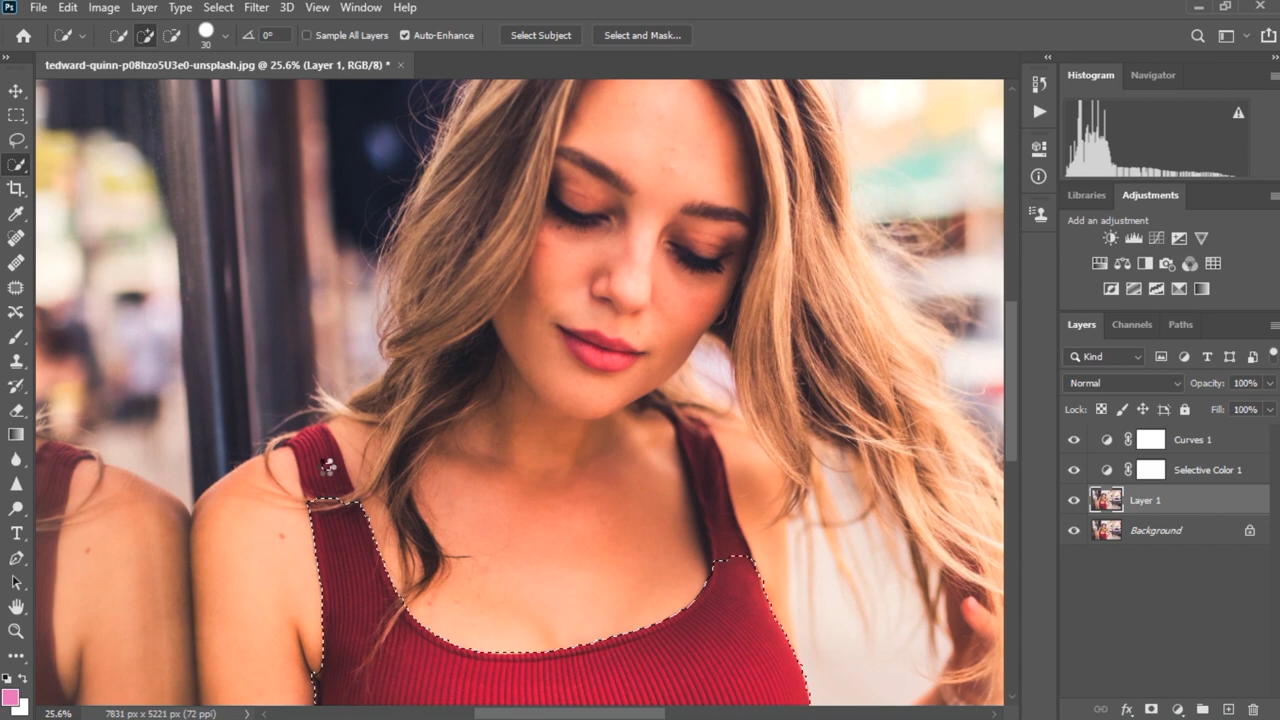 Ps File Edit Image Layer Type Select Filter 3D View Window Help
30 0° Sample All Layers Auto-Enhance Select Subject Select and Mask...
tedward-quinn-p08hzo5U3e0-unsplash.jpg @ 25.6% (Layer 1, RGB/8) *
Histogram Navigator
Libraries Adjustments
Add an adjustment
Layers Channels Paths
Kind
Normal Opacity: 100%
Lock: Fill: 100%
Curves 1
Selective Color 1
Layer 1
Background
25.6% 7831 px x 5221 px (72 ppi)